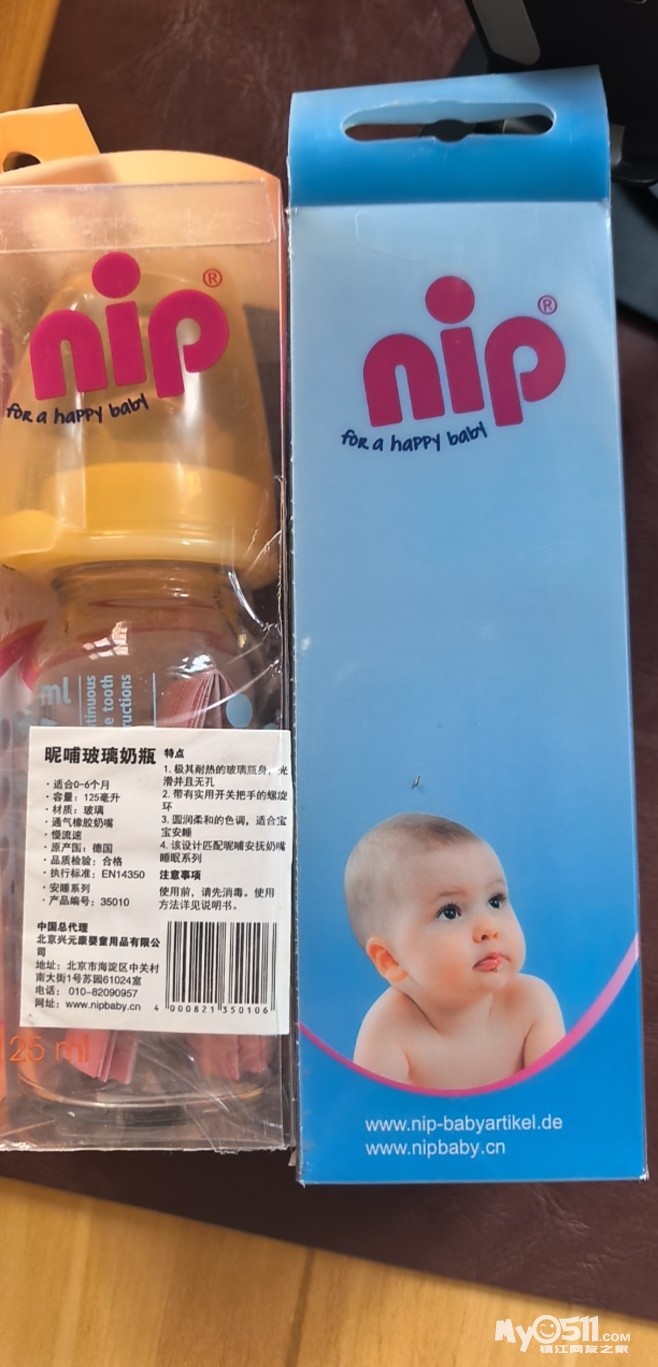 nip®
for a happy baby
ml
tooth
昵哺玻璃奶瓶
· 适合0-6个月
· 容量：125毫升
· 材质：玻璃
· 通气橡胶奶嘴
· 慢流速
· 原产国：德国
· 品质检验：合格
· 执行标准：EN14350
· 安睡系列
· 产品编号：35010
特点
1. 极其耐热的玻璃瓶身，光
滑并且无孔
2. 带有实用开关把手的螺旋
环
3. 圆润柔和的色调，适合宝
宝安睡
4. 该设计匹配昵哺安抚奶嘴
睡眠系列
注意事项
使用前，请先消毒。使用
方法详见说明书。
中国总代理
北京兴元康婴童用品有限公
司
地址：北京市海淀区中关村
南大街1号苏园61024室
电话：010-82090957
网址：www.nipbaby.cn
4 000821 350106
25 ml
nip®
for a happy baby
www.nip-babyartikel.de
www.nipbaby.cn
My0511.COM
镇江网友之家